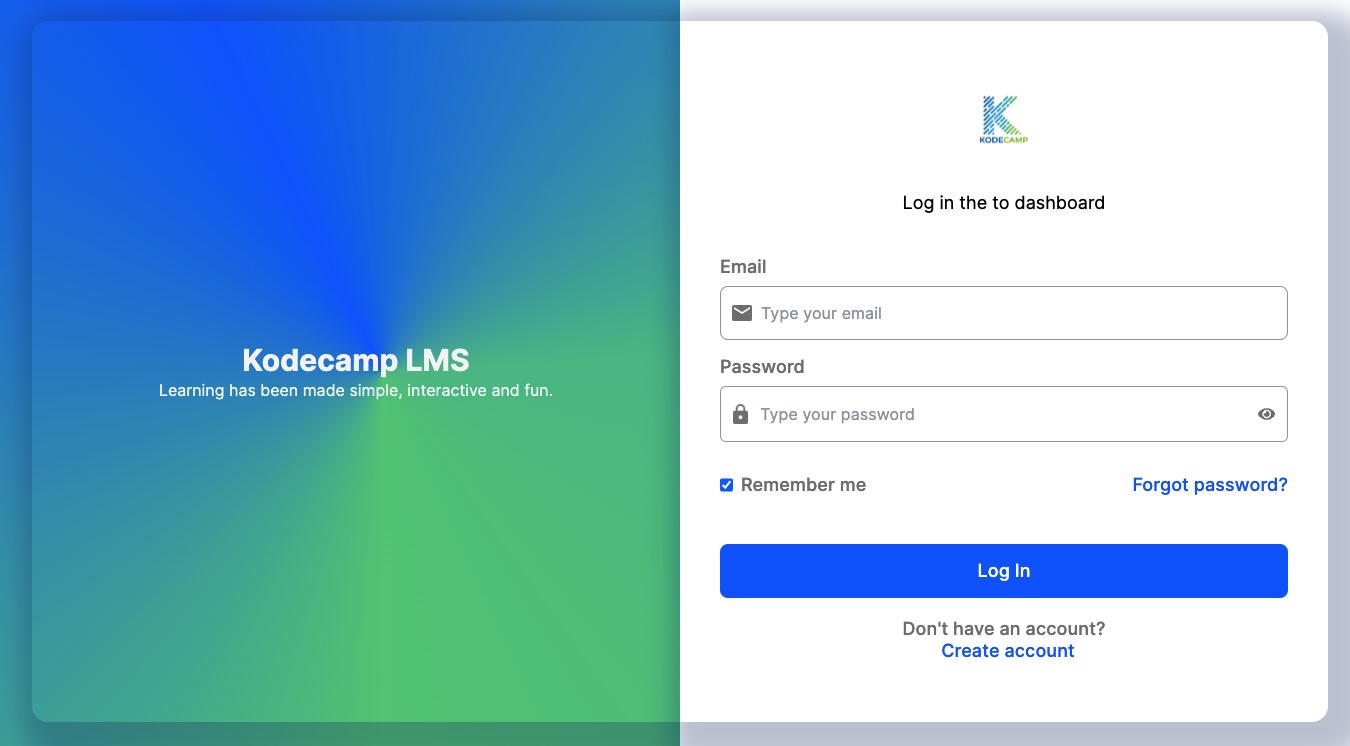 Kodecamp LMS
Learning has been made simple, interactive and fun.
KODECAMP
Log in the to dashboard
Email
Type your email
Password
Type your password
Remember me
Forgot password?
Log In
Don't have an account?
Create account